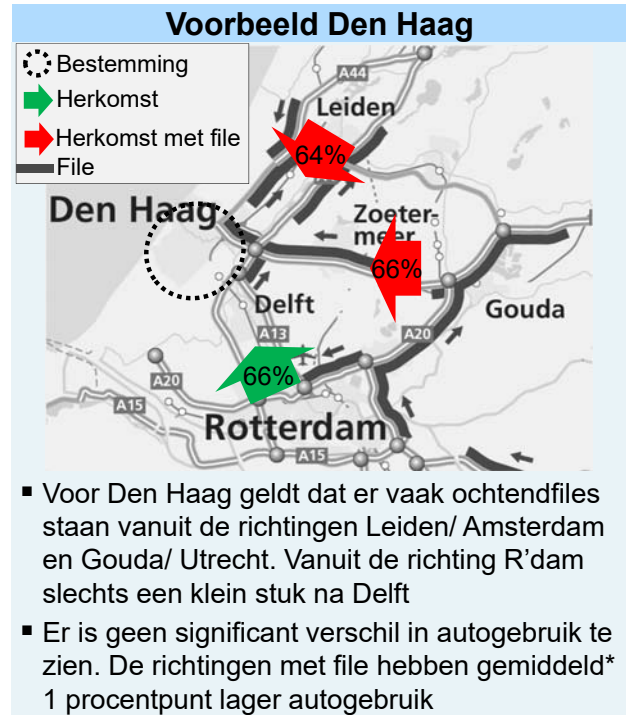 Voorbeeld Den Haag
Bestemming
Herkomst
Herkomst met file
File
A44
Leiden
64%
Den Haag
Zoeter-
meer
66%
Delft
Gouda
A13
A20
66%
A20
A15
Rotterdam
A15
▪ Voor Den Haag geldt dat er vaak ochtendfiles
staan vanuit de richtingen Leiden/ Amsterdam
en Gouda/ Utrecht. Vanuit de richting R’dam
slechts een klein stuk na Delft
▪ Er is geen significant verschil in autogebruik te
zien. De richtingen met file hebben gemiddeld*
1 procentpunt lager autogebruik